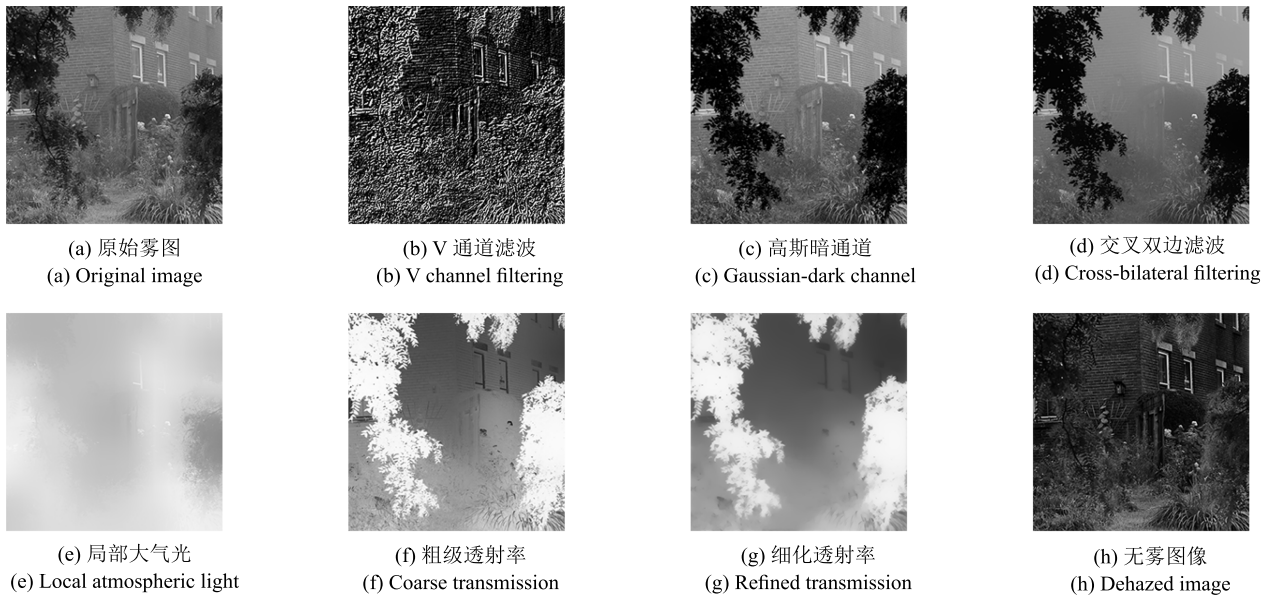 (a) 原始雾图
(a) Original image
(b) V 通道滤波
(b) V channel filtering
(c) 高斯暗通道
(c) Gaussian-dark channel
(d) 交叉双边滤波
(d) Cross-bilateral filtering
(e) 局部大气光
(e) Local atmospheric light
(f) 粗级透射率
(f) Coarse transmission
(g) 细化透射率
(g) Refined transmission
(h) 无雾图像
(h) Dehazed image